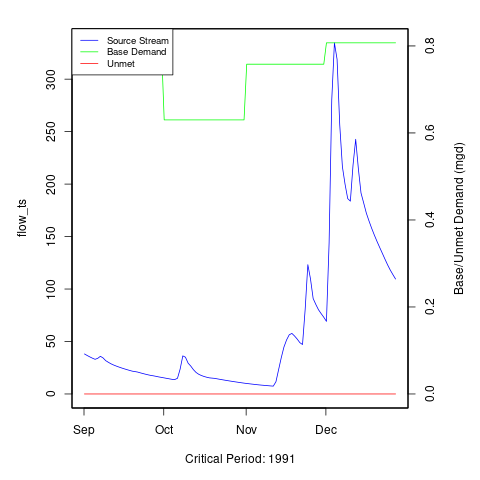 Source Stream
Base Demand
Unmet
flow_ts
0
50
100
150
200
250
300
Base/Unmet Demand (mgd)
0.0
0.2
0.4
0.6
0.8
Sep Oct Nov Dec
Critical Period: 1991